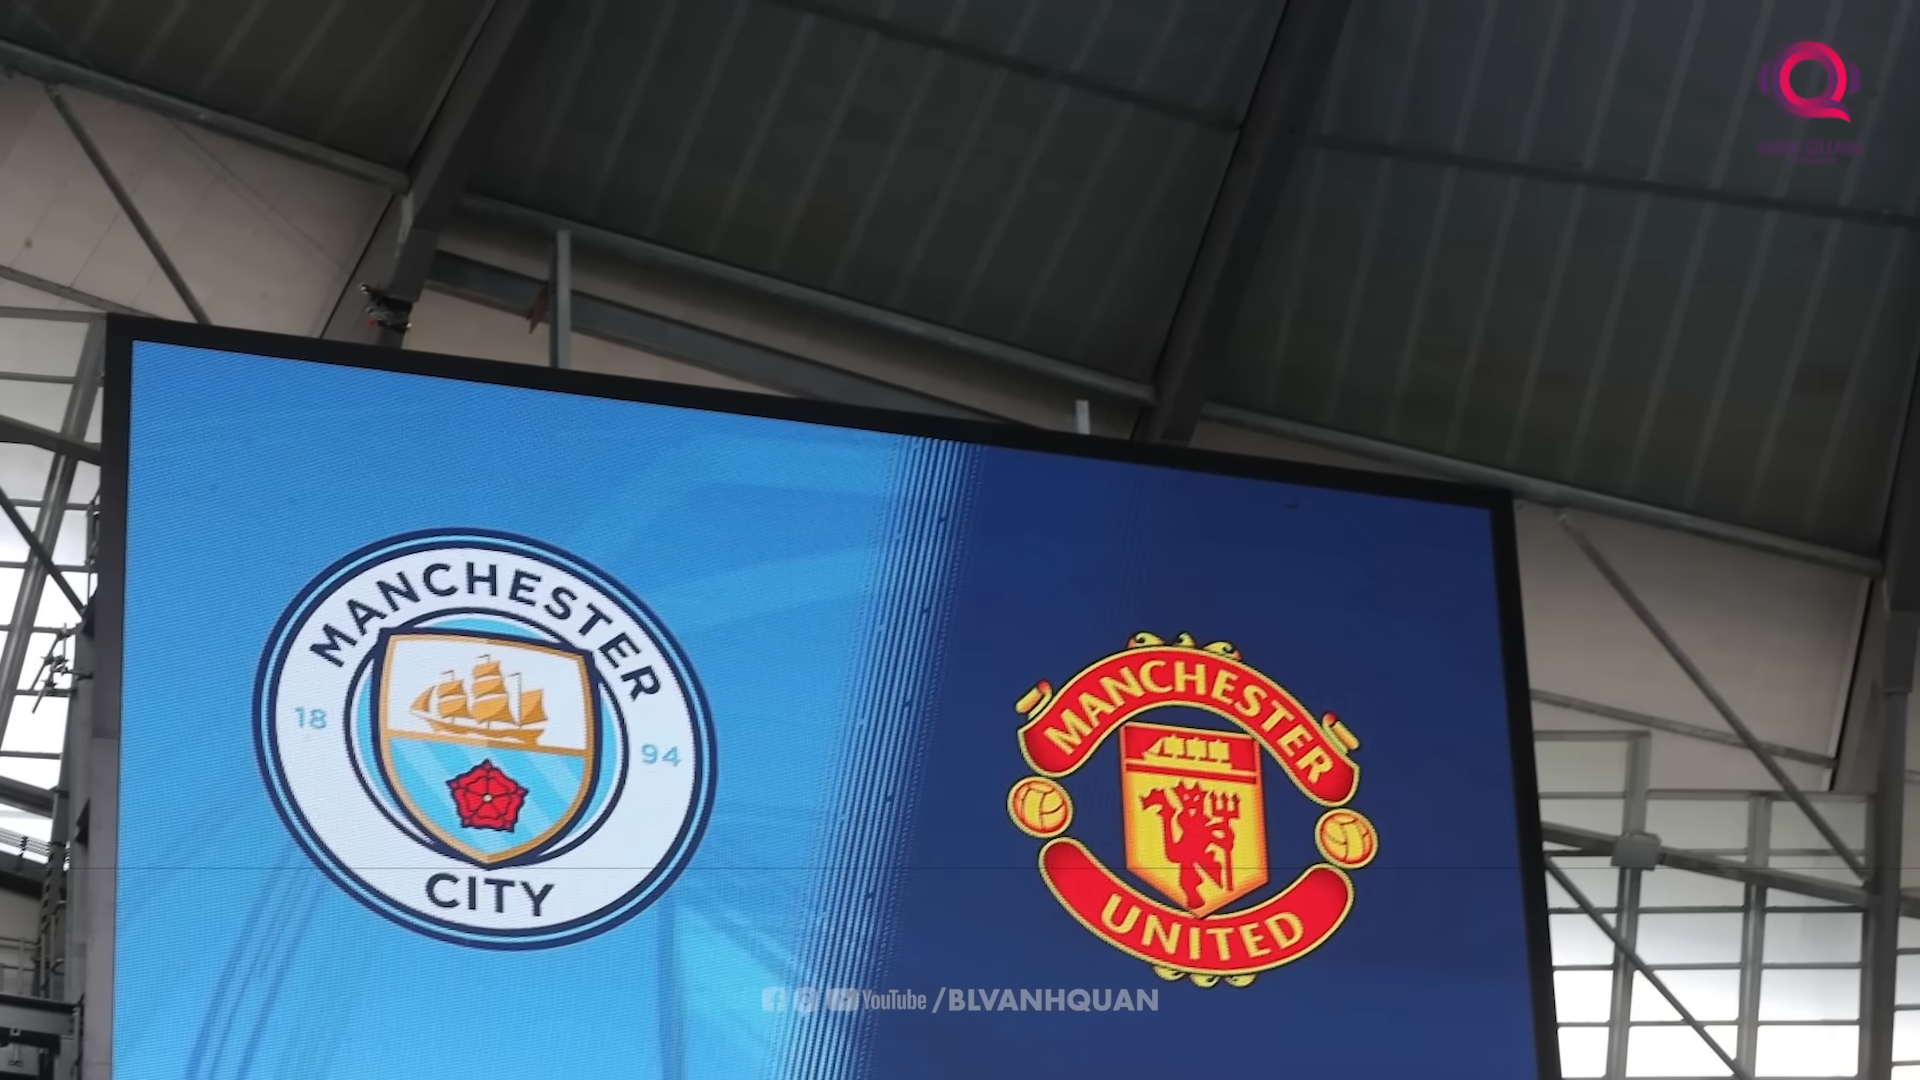 MANCHESTER
18 94
CITY
MANCHESTER
UNITED
YouTube /BLVANHQUAN